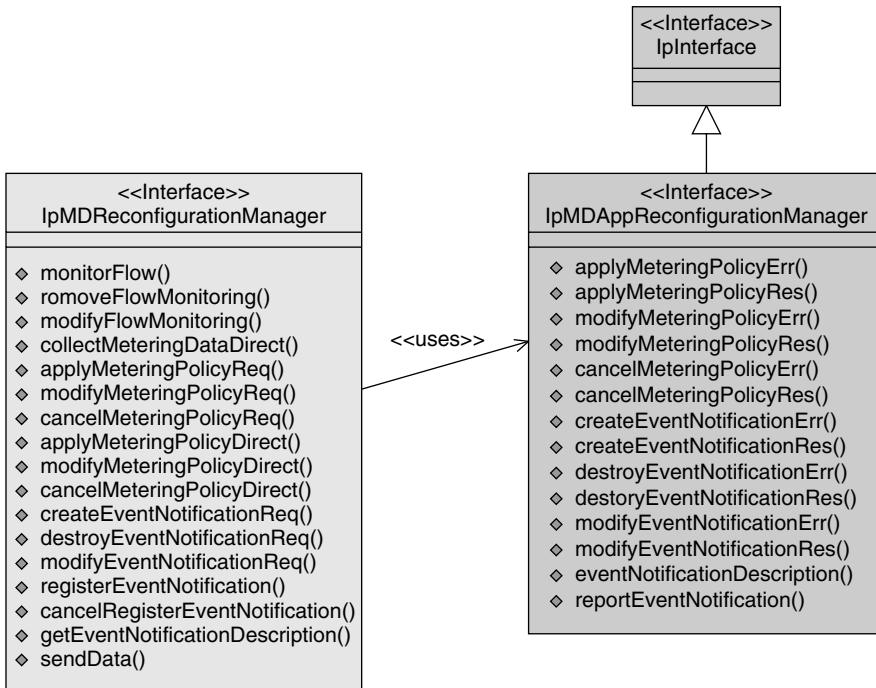 <<Interface>>
IpInterface
<<Interface>>
IpMDReconfigurationManager
monitorFlow()
romoveFlowMonitoring()
modifyFlowMonitoring()
collectMeteringDataDirect()
applyMeteringPolicyReq()
modifyMeteringPolicyReq()
cancelMeteringPolicyReq()
applyMeteringPolicyDirect()
modifyMeteringPolicyDirect()
cancelMeteringPolicyDirect()
createEventNotificationReq()
destroyEventNotificationReq()
modifyEventNotificationReq()
registerEventNotification()
cancelRegisterEventNotification()
getEventNotificationDescription()
sendData()
<<uses>>
<<Interface>>
IpMDAppReconfigurationManager
applyMeteringPolicyErr()
applyMeteringPolicyRes()
modifyMeteringPolicyErr()
modifyMeteringPolicyRes()
cancelMeteringPolicyErr()
cancelMeteringPolicyRes()
createEventNotificationErr()
createEventNotificationRes()
destroyEventNotificationErr()
destoryEventNotificationRes()
modifyEventNotificationErr()
modifyEventNotificationRes()
eventNotificationDescription()
reportEventNotification()